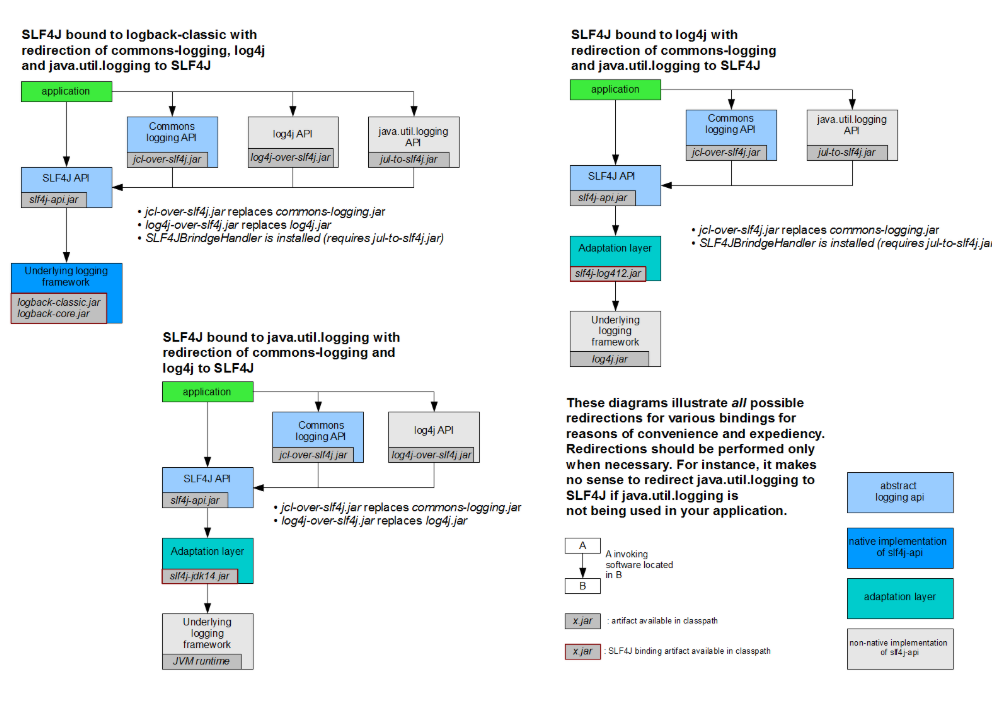 SLF4J bound to logback-classic with
redirection of commons-logging, log4j
and java.util.logging to SLF4J
application
Commons
logging API
jcl-over-slf4j.jar
log4j API
log4j-over-slf4j.jar
java.util.logging
API
jul-to-slf4j.jar
SLF4J API
slf4j-api.jar
• jcl-over-slf4j.jar replaces commons-logging.jar
• log4j-over-slf4j.jar replaces log4j.jar
• SLF4JBrindgeHandler is installed (requires jul-to-slf4j.jar)
Underlying logging
framework
logback-classic.jar
logback-core.jar
SLF4J bound to log4j with
redirection of commons-logging
and java.util.logging to SLF4J
application
Commons
logging API
jcl-over-slf4j.jar
java.util.logging
API
jul-to-slf4j.jar
SLF4J API
slf4j-api.jar
• jcl-over-slf4j.jar replaces commons-logging.jar
• SLF4JBrindgeHandler is installed (requires jul-to-slf4j.jar
Adaptation layer
slf4j-log412.jar
Underlying
logging
framework
log4j.jar
SLF4J bound to java.util.logging with
redirection of commons-logging and
log4j to SLF4J
application
Commons
logging API
jcl-over-slf4j.jar
log4j API
log4j-over-slf4j.jar
SLF4J API
slf4j-api.jar
• jcl-over-slf4j.jar replaces commons-logging.jar
• log4j-over-slf4j.jar replaces log4j.jar
Adaptation layer
slf4j-jdk14.jar
Underlying
logging
framework
JVM runtime
These diagrams illustrate all possible
redirections for various bindings for
reasons of convenience and expediency.
Redirections should be performed only
when necessary. For instance, it makes
no sense to redirect java.util.logging to
SLF4J if java.util.logging is
not being used in your application.
A
B
A invoking
software located
in B
x.jar : artifact available in classpath
x.jar : SLF4J binding artifact available in classpath
abstract
logging api
native implementation
of slf4j-api
adaptation layer
non-native implementation
of slf4j-api